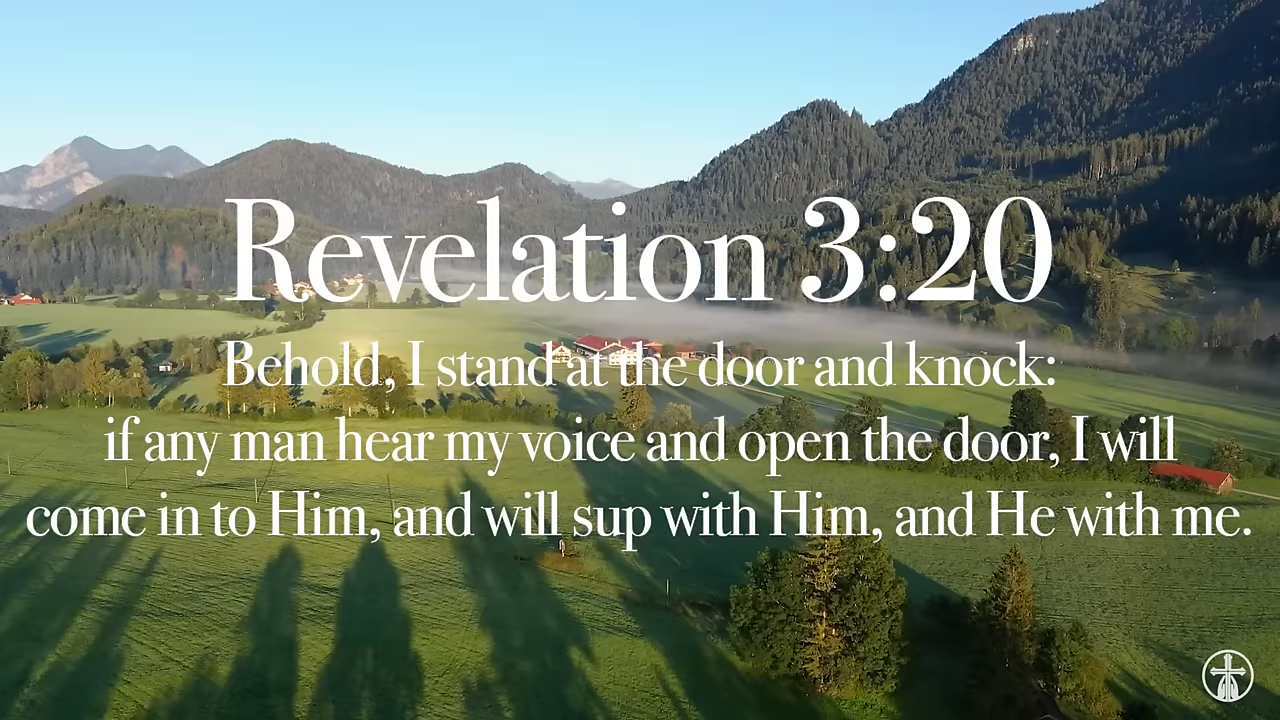 Revelation 3:20
Behold, I stand at the door and knock:
if any man hear my voice and open the door, I will
come in to Him, and will sup with Him, and He with me.